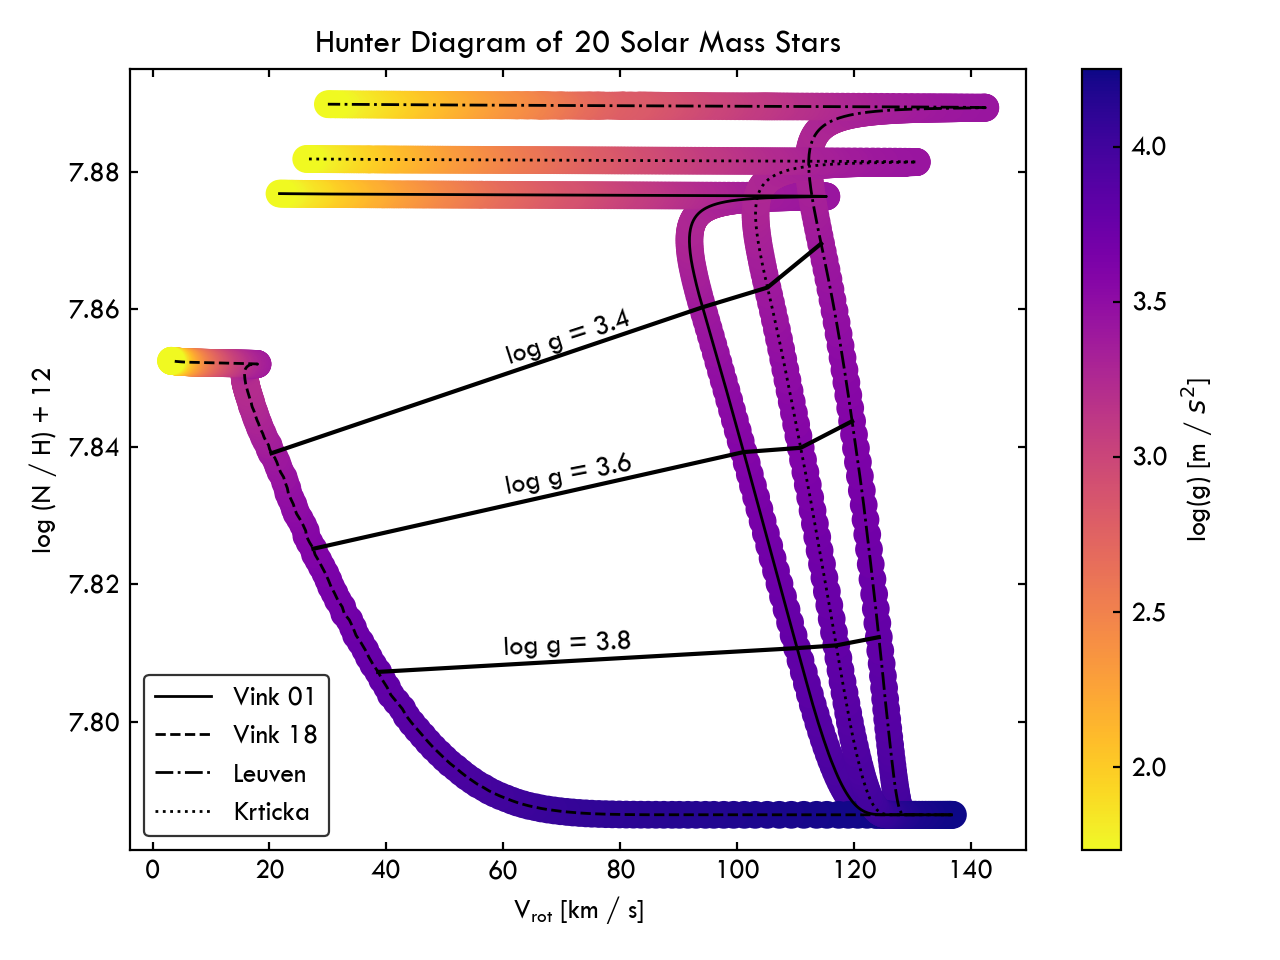 Hunter Diagram of 20 Solar Mass Stars
log (N / H) + 12
7.88
7.86
7.84
7.82
7.80
log g = 3.4
log g = 3.6
log g = 3.8
Vink 01
Vink 18
Leuven
Krticka
0 20 40 60 80 100 120 140
V_rot [km / s]
4.0
3.5
3.0
2.5
2.0
log(g) [m / s²]